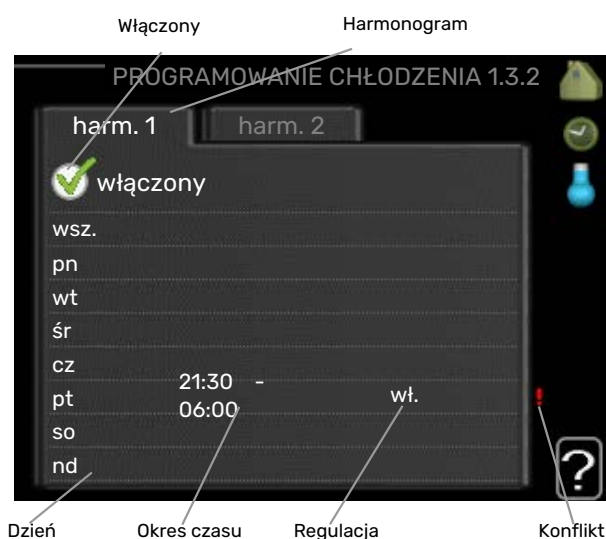 Włączony Harmonogram
PROGRAMOWANIE CHŁODZENIA 1.3.2
harm. 1 harm. 2
włączony
wsz.
pn
wt
śr
cz
21:30 -
pt wł. !
06:00
so
nd
?
Dzień Okres czasu Regulacja Konflikt